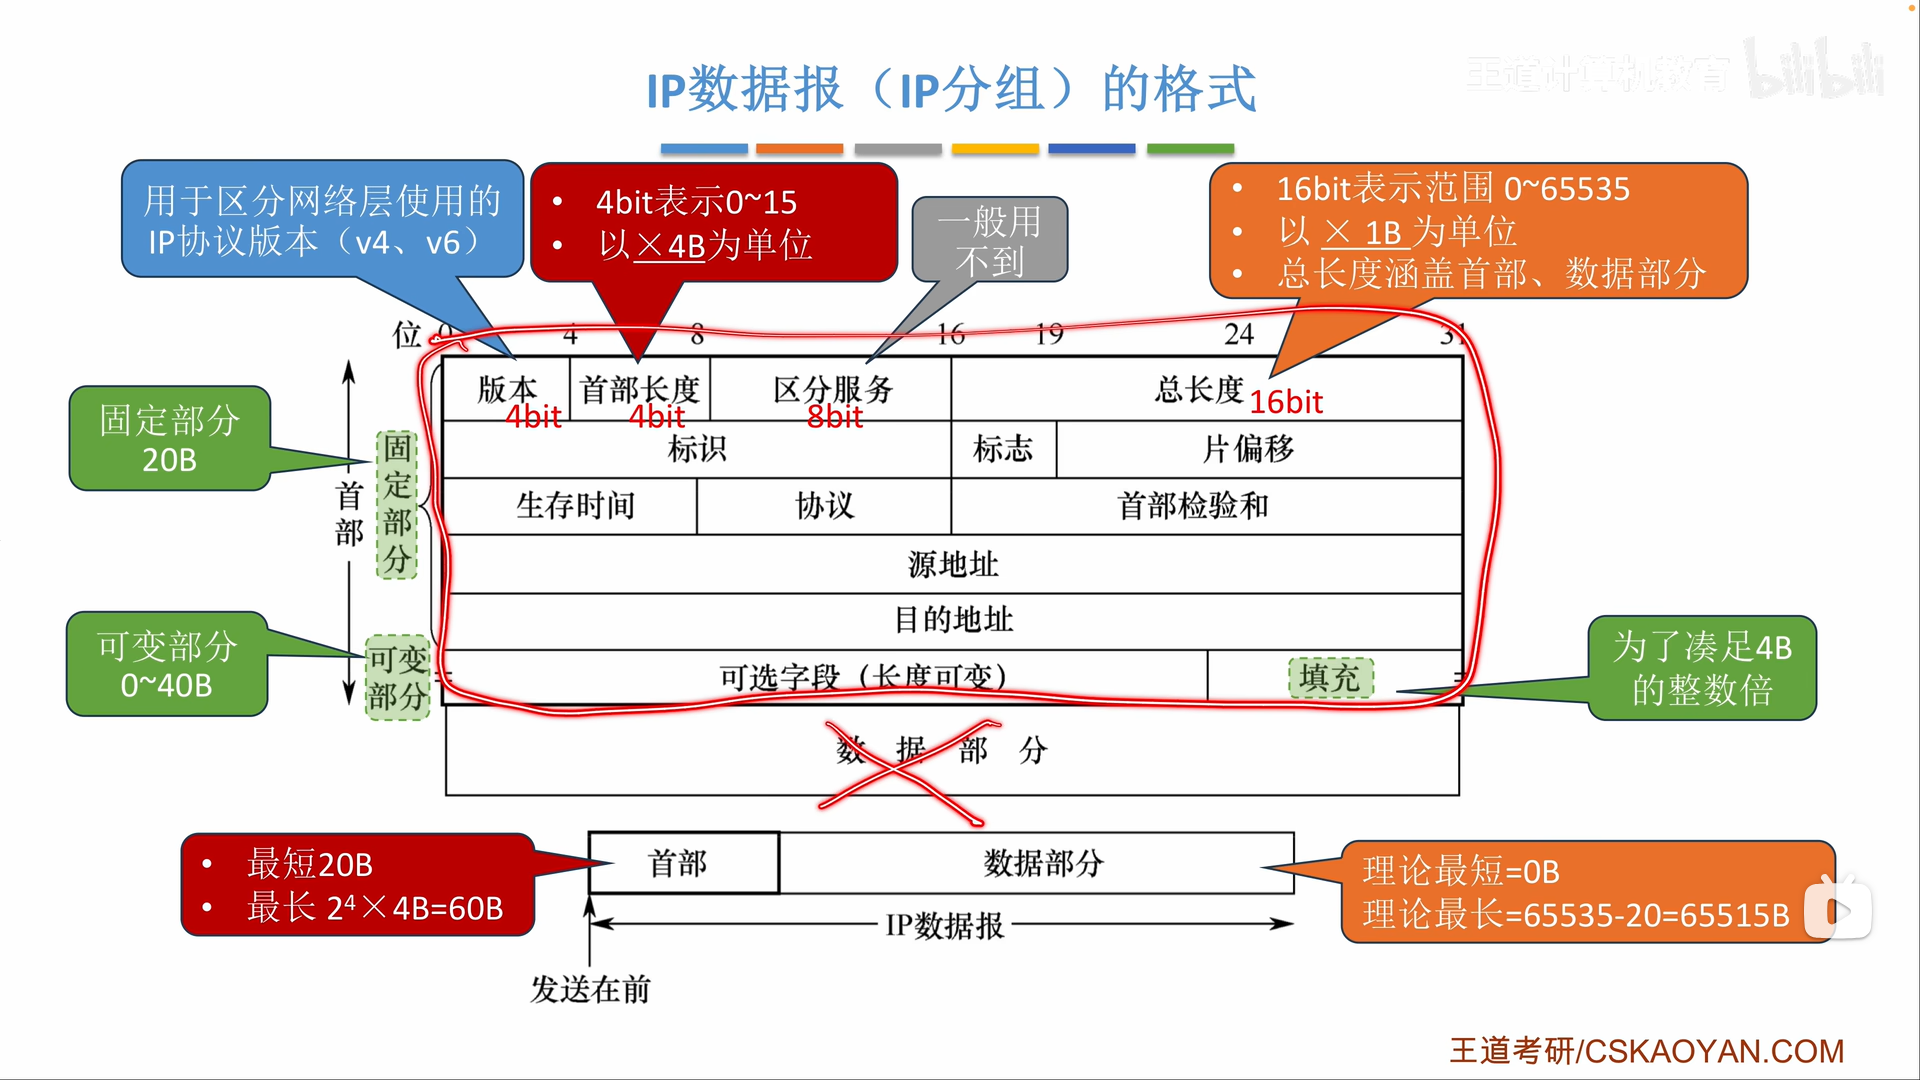 IP数据报（IP分组）的格式
王道计算机教育 bilibili
用于区分网络层使用的
IP协议版本（v4、v6）
• 4bit表示0~15
• 以×4B为单位
一般用
不到
• 16bit表示范围 0~65535
• 以 × 1B 为单位
• 总长度涵盖首部、数据部分
位 0 4 8 16 19 24 31
版本 首部长度 区分服务 总长度
4bit 4bit 8bit 16bit
标识 标志 片偏移
生存时间 协议 首部检验和
源地址
目的地址
可选字段（长度可变） 填充
数据部分
固定部分
20B
首部
固定部分
可变部分
0~40B
可变
部分
为了凑足4B
的整数倍
• 最短20B
• 最长 2⁴×4B=60B
首部 数据部分
IP数据报
发送在前
理论最短=0B
理论最长=65535-20=65515B
王道考研/CSKAOYAN.COM